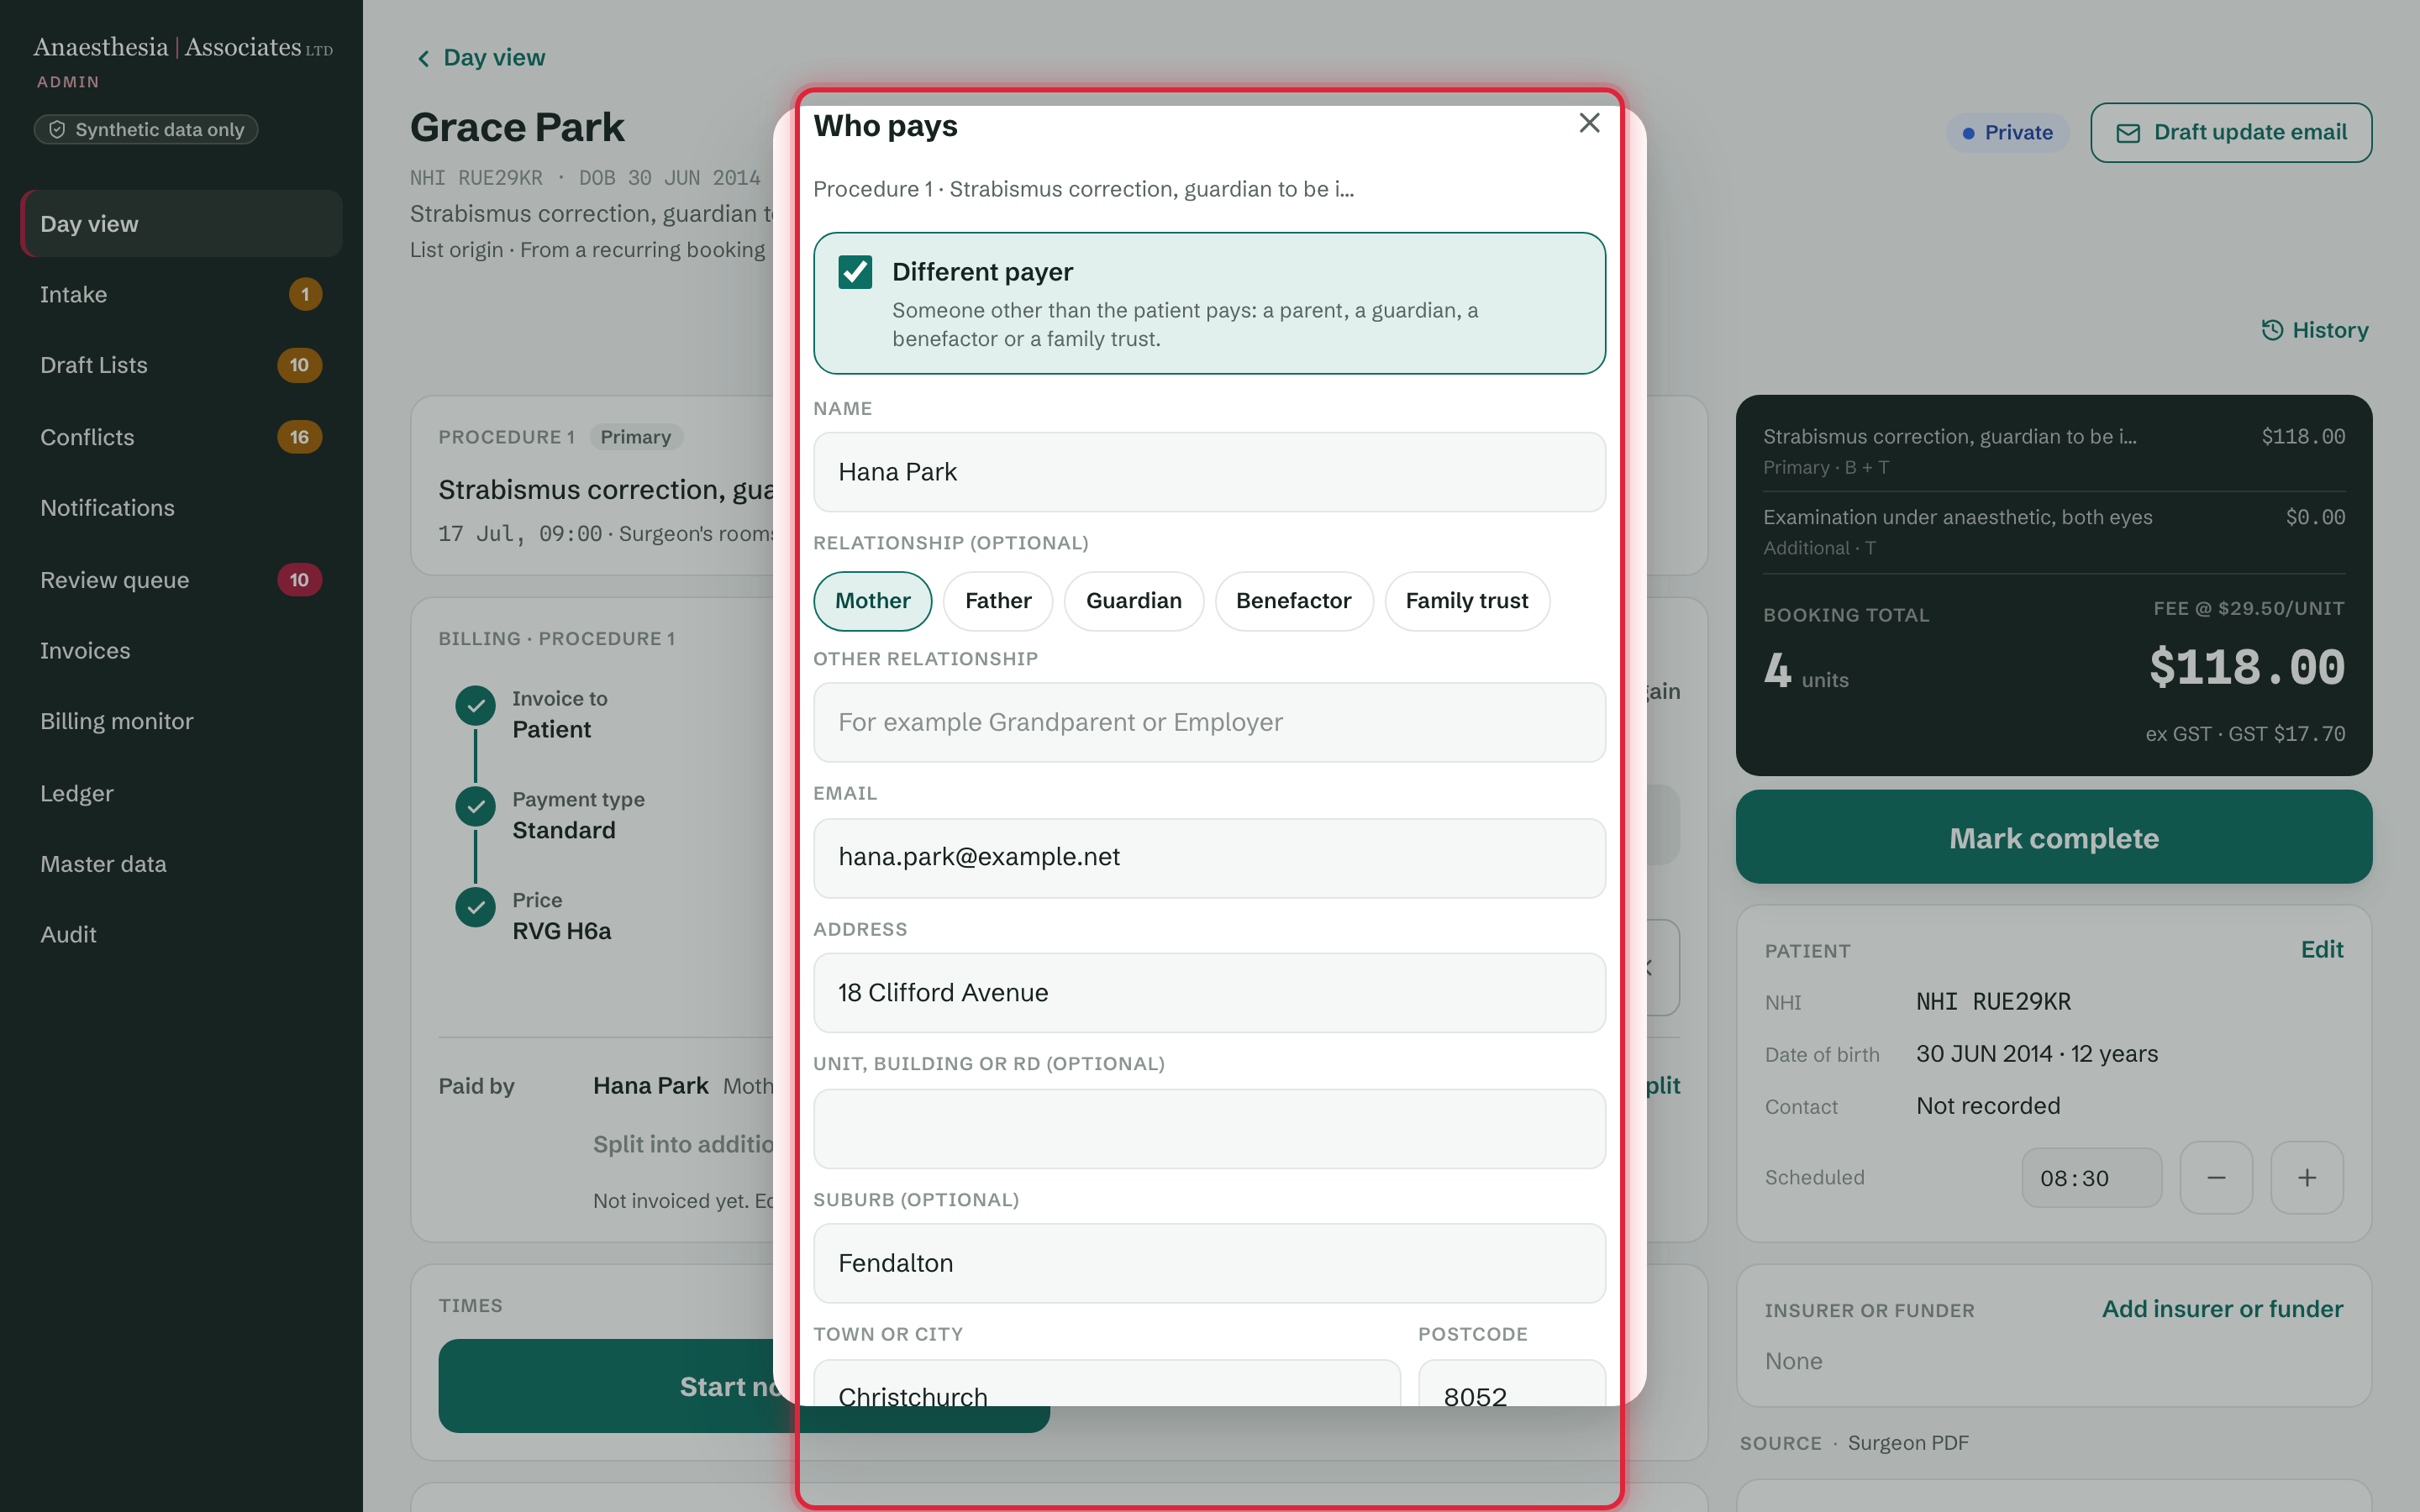 Anaesthesia | Associates LTD
ADMIN
Synthetic data only
Day view
Intake 1
Draft Lists 10
Conflicts 16
Notifications
Review queue 10
Invoices
Billing monitor
Ledger
Master data
Audit
Day view
Grace Park
NHI RUE29KR · DOB 30 JUN 2014
Strabismus correction, guardian t
List origin · From a recurring booking
Private
Draft update email
History
PROCEDURE 1 Primary
Strabismus correction, gua
17 Jul, 09:00 · Surgeon's rooms
BILLING · PROCEDURE 1
Invoice to
Patient
Payment type
Standard
Price
RVG H6a
gain
Paid by Hana Park Moth
plit
Split into additio
Not invoiced yet. Ed
TIMES
Start no
Who pays
Procedure 1 · Strabismus correction, guardian to be i...
Different payer
Someone other than the patient pays: a parent, a guardian, a
benefactor or a family trust.
NAME
Hana Park
RELATIONSHIP (OPTIONAL)
Mother Father Guardian Benefactor Family trust
OTHER RELATIONSHIP
For example Grandparent or Employer
EMAIL
hana.park@example.net
ADDRESS
18 Clifford Avenue
UNIT, BUILDING OR RD (OPTIONAL)
SUBURB (OPTIONAL)
Fendalton
TOWN OR CITY POSTCODE
Christchurch 8052
Strabismus correction, guardian to be i... $118.00
Primary · B + T
Examination under anaesthetic, both eyes $0.00
Additional · T
BOOKING TOTAL FEE @ $29.50/UNIT
4 units $118.00
ex GST · GST $17.70
Mark complete
PATIENT Edit
NHI NHI RUE29KR
Date of birth 30 JUN 2014 · 12 years
Contact Not recorded
Scheduled 08:30 − +
INSURER OR FUNDER Add insurer or funder
None
SOURCE · Surgeon PDF